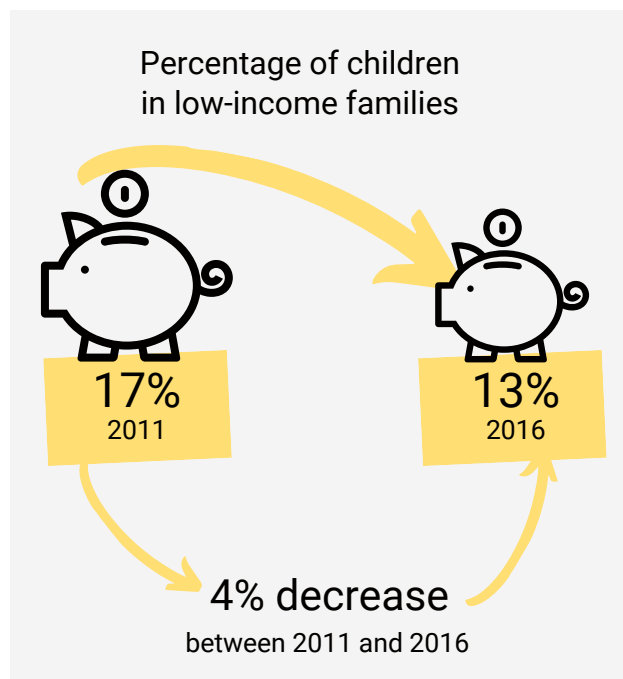 Percentage of children
in low-income families
17%
2011
13%
2016
4% decrease
between 2011 and 2016